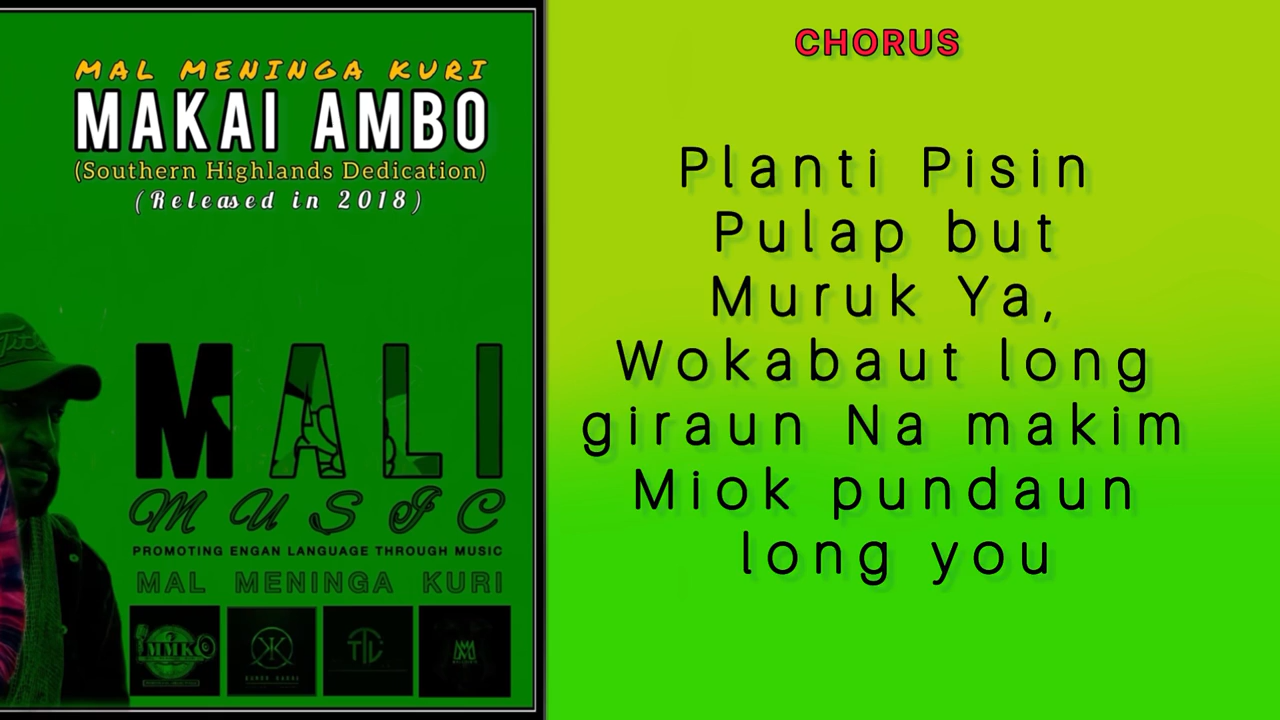 MAL MENINGA KURI
MAKAI AMBO
(Southern Highlands Dedication)
(Released in 2018)
MALI
MUSIC
PROMOTING ENGAN LANGUAGE THROUGH MUSIC
MAL MENINGA KURI
MMK
CHORUS
Planti Pisin
Pulap but
Muruk Ya,
Wokabaut long
giraun Na makim
Miok pundaun
long you